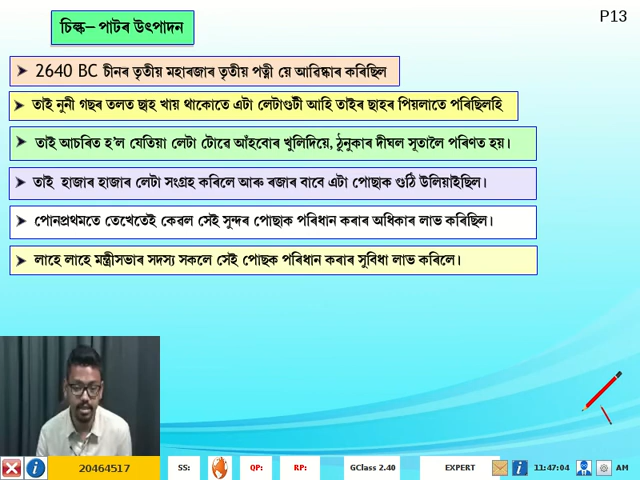 P13
চিল্ক– পাটৰ উৎপাদন
➤ 2640 BC চীনৰ তৃতীয় মহাৰজাৰ তৃতীয় পত্নী য়ে আৱিষ্কাৰ কৰিছিল
➤ তাই নুনী গছৰ তলত ছাহ খায় থাকোতে এটা লেটাগুটী আহি তাইৰ ছাহৰ পিয়লাতে পৰিছিলহি
➤ তাই আচৰিত হ'ল যেতিয়া লেটা টোৱে আঁহবোৰ খুলিদিয়ে, ঠুনুকাৰ দীঘল সূতালৈ পৰিণত হয়।
➤ তাই হাজাৰ হাজাৰ লেটা সংগ্ৰহ কৰিলে আৰু ৰজাৰ বাবে এটা পোছাক গুঠি উলিয়াইছিল।
➤ পোনপ্ৰথমতে তেখেতেই কেৱল সেই সুন্দৰ পোছাক পৰিধান কৰাৰ অধিকাৰ লাভ কৰিছিল।
➤ লাহে লাহে মন্ত্ৰীসভাৰ সদস্য সকলে সেই পোছক পৰিধান কৰাৰ সুবিধা লাভ কৰিলে।
20464517 SS: QP: RP: GClass 2.40 EXPERT 11:47:04 AM